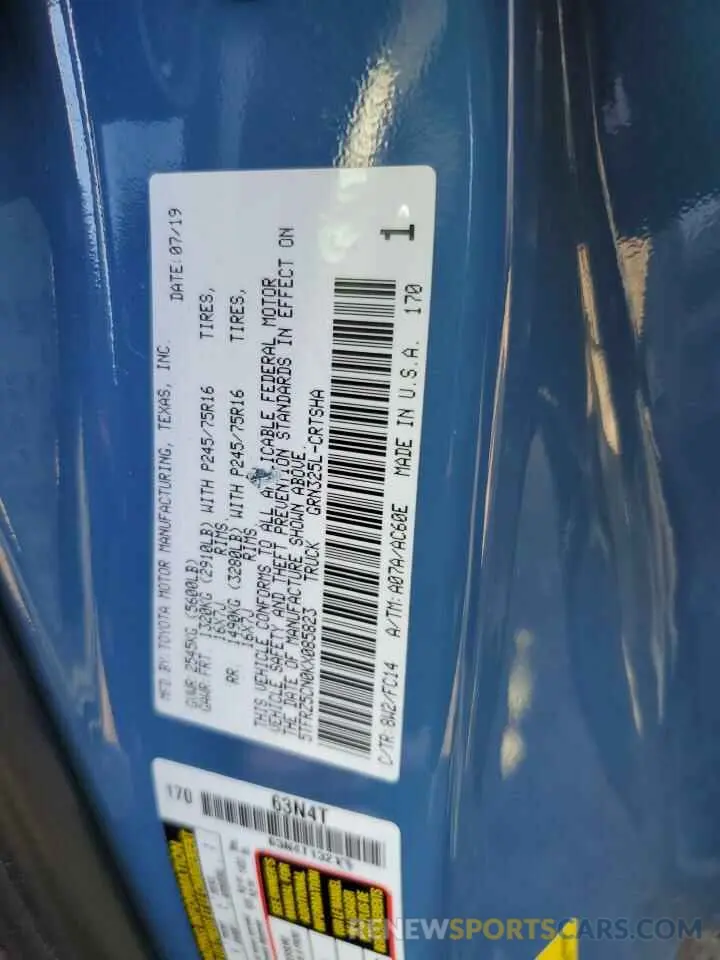 MFD BY: TOYOTA MOTOR MANUFACTURING, TEXAS, INC. DATE: 07/19
GVWR 2545KG (5600LB)
GAWR FRT 1320KG (2910LB) WITH P245/75R16 TIRES,
16X7J RIMS
RR. 1490KG (3280LB) WITH P245/75R16 TIRES,
16X7J RIMS
THIS VEHICLE CONFORMS TO ALL APPLICABLE FEDERAL MOTOR
VEHICLE SAFETY AND THEFT PREVENTION STANDARDS IN EFFECT ON
THE DATE OF MANUFACTURE SHOWN ABOVE.
5TFRZ5CN0KX085823 TRUCK GRN325L-CRTSHA
1
C/TR: 8W2/FC14 A/TM: A07A/AC60E MADE IN U.S.A. 170
170 63N4T
RENEWSPORTSCARS.COM